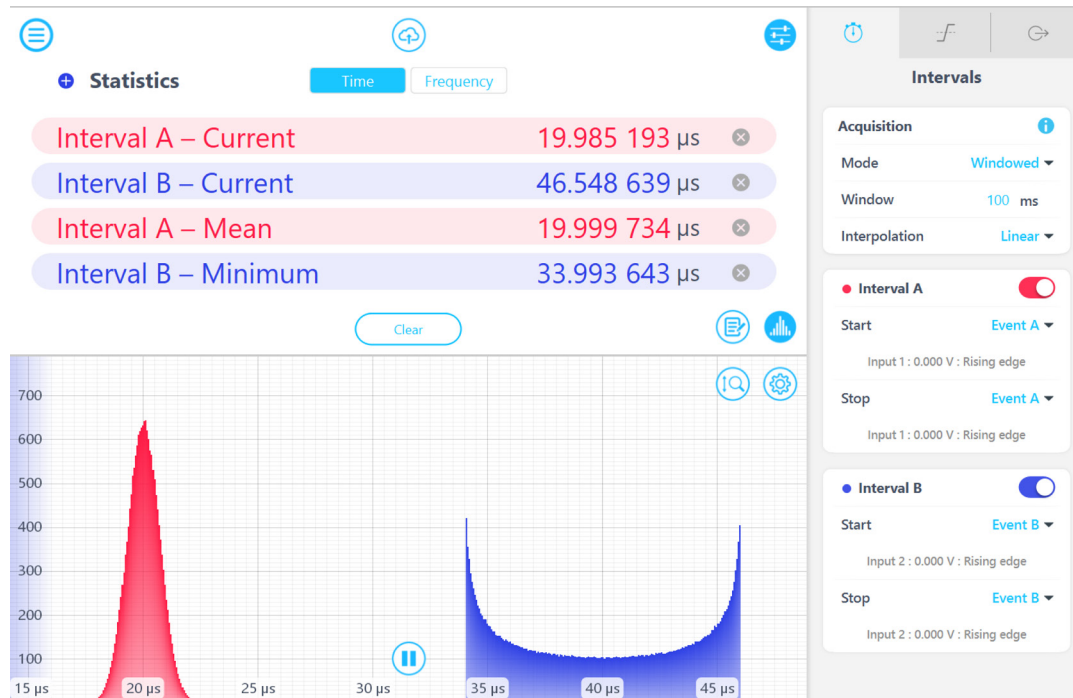 Statistics
Time Frequency
Interval A – Current 19.985 193 µs
Interval B – Current 46.548 639 µs
Interval A – Mean 19.999 734 µs
Interval B – Minimum 33.993 643 µs
Clear
700
600
500
400
300
200
100
15 µs 20 µs 25 µs 30 µs 35 µs 40 µs 45 µs
Intervals
Acquisition
Mode Windowed
Window 100 ms
Interpolation Linear
Interval A
Start Event A
Input 1 : 0.000 V : Rising edge
Stop Event A
Input 1 : 0.000 V : Rising edge
Interval B
Start Event B
Input 2 : 0.000 V : Rising edge
Stop Event B
Input 2 : 0.000 V : Rising edge